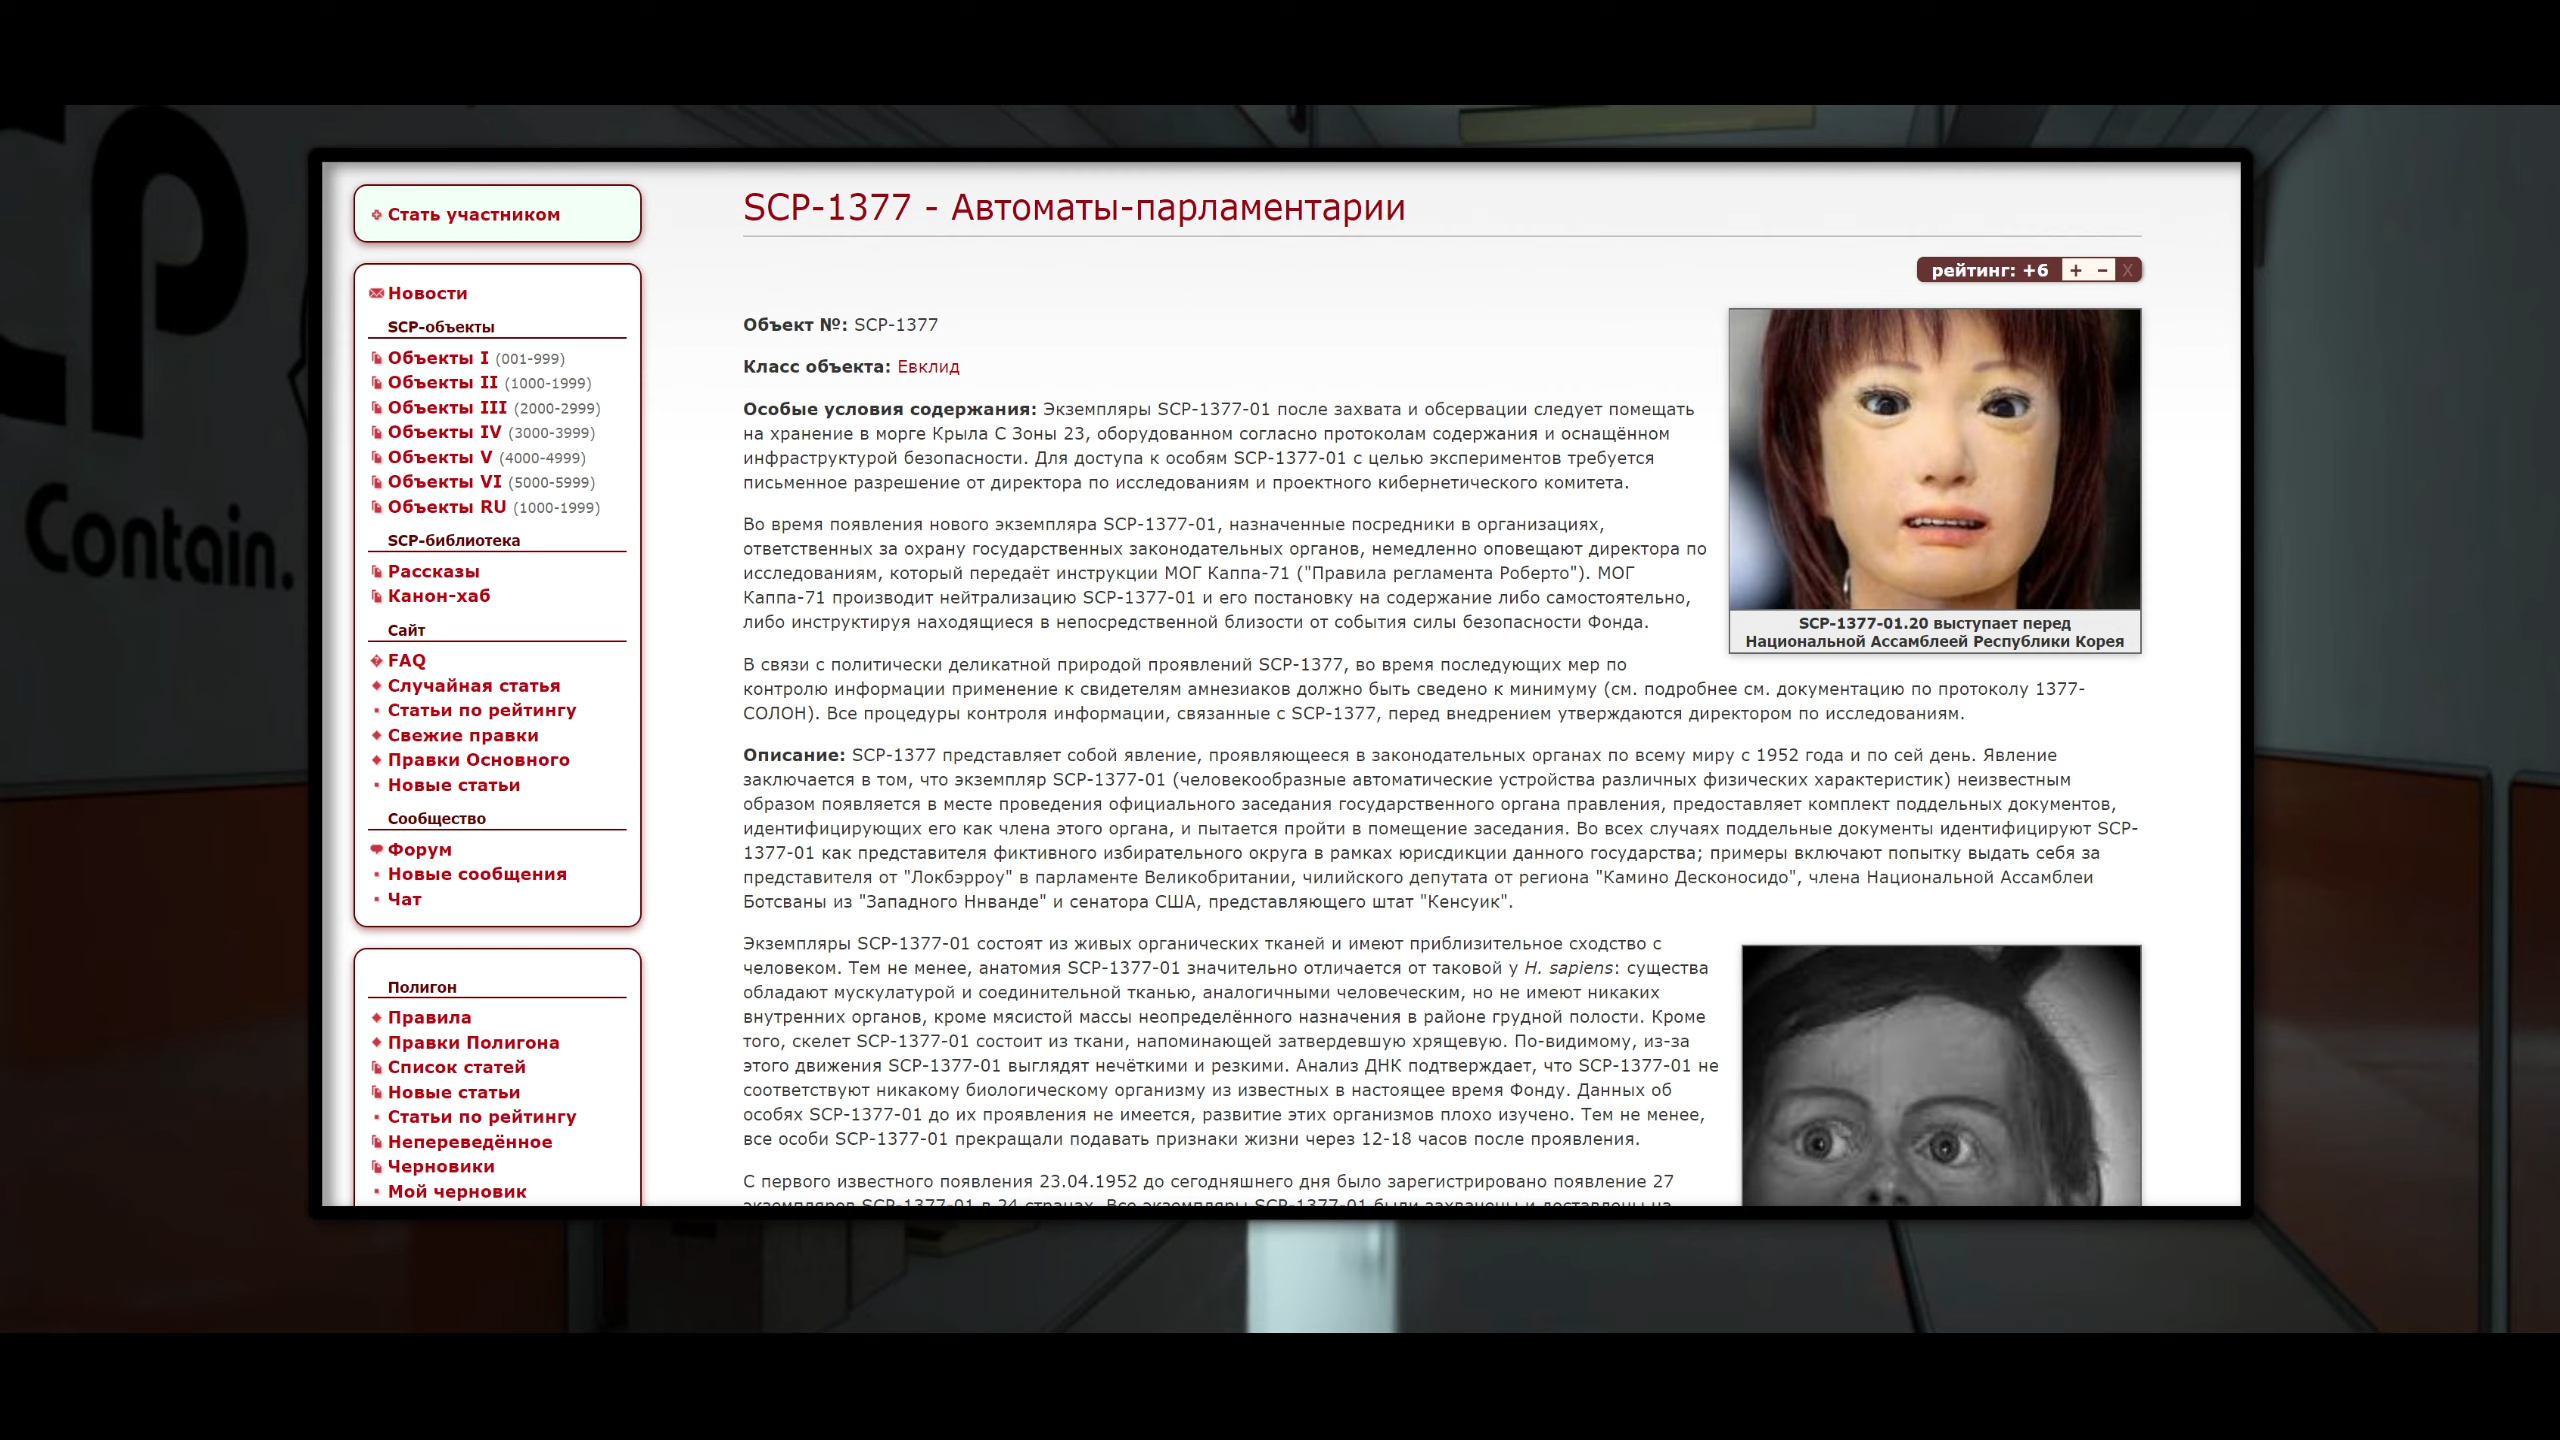 CP
Contain.
Стать участником
Новости
SCP-объекты
Объекты I (001-999)
Объекты II (1000-1999)
Объекты III (2000-2999)
Объекты IV (3000-3999)
Объекты V (4000-4999)
Объекты VI (5000-5999)
Объекты RU (1000-1999)
SCP-библиотека
Рассказы
Канон-хаб
Сайт
FAQ
Случайная статья
Статьи по рейтингу
Свежие правки
Правки Основного
Новые статьи
Сообщество
Форум
Новые сообщения
Чат
Полигон
Правила
Правки Полигона
Список статей
Новые статьи
Статьи по рейтингу
Непереведённое
Черновики
Мой черновик
SCP-1377 - Автоматы-парламентарии
рейтинг: +6 + – X
Объект №: SCP-1377
Класс объекта: Евклид
Особые условия содержания: Экземпляры SCP-1377-01 после захвата и обсервации следует помещать
на хранение в морге Крыла C Зоны 23, оборудованном согласно протоколам содержания и оснащённом
инфраструктурой безопасности. Для доступа к особям SCP-1377-01 с целью экспериментов требуется
письменное разрешение от директора по исследованиям и проектного кибернетического комитета.
Во время появления нового экземпляра SCP-1377-01, назначенные посредники в организациях,
ответственных за охрану государственных законодательных органов, немедленно оповещают директора по
исследованиям, который передаёт инструкции МОГ Каппа-71 ("Правила регламента Роберто"). МОГ
Каппа-71 производит нейтрализацию SCP-1377-01 и его постановку на содержание либо самостоятельно,
либо инструктируя находящиеся в непосредственной близости от события силы безопасности Фонда.
SCP-1377-01.20 выступает перед
Национальной Ассамблеей Республики Корея
В связи с политически деликатной природой проявлений SCP-1377, во время последующих мер по
контролю информации применение к свидетелям амнезиаков должно быть сведено к минимуму (см. подробнее см. документацию по протоколу 1377-
СОЛОН). Все процедуры контроля информации, связанные с SCP-1377, перед внедрением утверждаются директором по исследованиям.
Описание: SCP-1377 представляет собой явление, проявляющееся в законодательных органах по всему миру с 1952 года и по сей день. Явление
заключается в том, что экземпляр SCP-1377-01 (человекообразные автоматические устройства различных физических характеристик) неизвестным
образом появляется в месте проведения официального заседания государственного органа правления, предоставляет комплект поддельных документов,
идентифицирующих его как члена этого органа, и пытается пройти в помещение заседания. Во всех случаях поддельные документы идентифицируют SCP-
1377-01 как представителя фиктивного избирательного округа в рамках юрисдикции данного государства; примеры включают попытку выдать себя за
представителя от "Локбэрроу" в парламенте Великобритании, чилийского депутата от региона "Камино Десконосидо", члена Национальной Ассамблеи
Ботсваны из "Западного Ннванде" и сенатора США, представляющего штат "Кенсуик".
Экземпляры SCP-1377-01 состоят из живых органических тканей и имеют приблизительное сходство с
человеком. Тем не менее, анатомия SCP-1377-01 значительно отличается от таковой у H. sapiens: существа
обладают мускулатурой и соединительной тканью, аналогичными человеческим, но не имеют никаких
внутренних органов, кроме мясистой массы неопределённого назначения в районе грудной полости. Кроме
того, скелет SCP-1377-01 состоит из ткани, напоминающей затвердевшую хрящевую. По-видимому, из-за
этого движения SCP-1377-01 выглядят нечёткими и резкими. Анализ ДНК подтверждает, что SCP-1377-01 не
соответствуют никакому биологическому организму из известных в настоящее время Фонду. Данных об
особях SCP-1377-01 до их проявления не имеется, развитие этих организмов плохо изучено. Тем не менее,
все особи SCP-1377-01 прекращали подавать признаки жизни через 12-18 часов после проявления.
С первого известного появления 23.04.1952 до сегодняшнего дня было зарегистрировано появление 27
экземпляров SCP-1377-01 в 24 странах. Все экземпляры SCP-1377-01 были захвачены и доставлены на